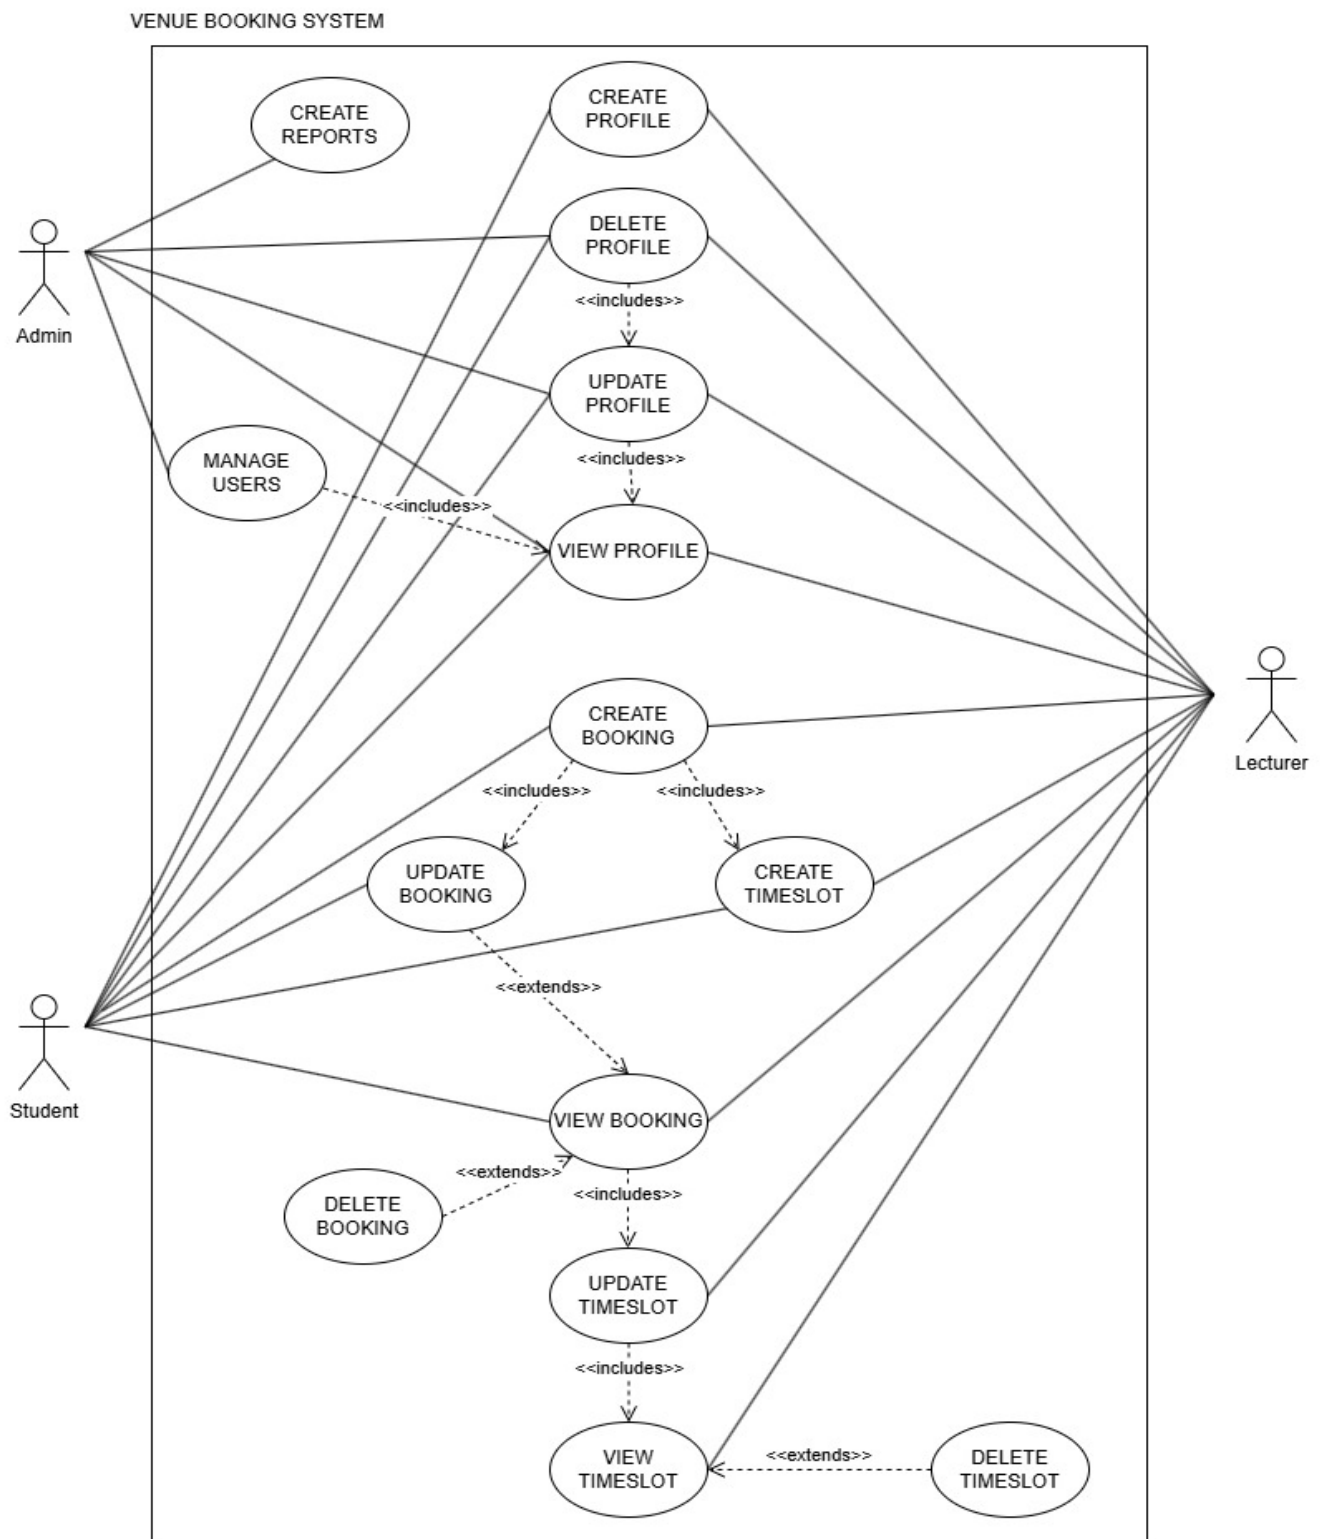 VENUE BOOKING SYSTEM
CREATE
REPORTS
CREATE
PROFILE
DELETE
PROFILE
<<includes>>
Admin
UPDATE
PROFILE
<<includes>>
MANAGE
USERS
<<includes>>
VIEW PROFILE
CREATE
BOOKING
Lecturer
<<includes>>
<<includes>>
UPDATE
BOOKING
CREATE
TIMESLOT
<<extends>>
Student
VIEW BOOKING
<<extends>>
<<includes>>
DELETE
BOOKING
UPDATE
TIMESLOT
<<includes>>
VIEW
TIMESLOT
<<extends>>
DELETE
TIMESLOT